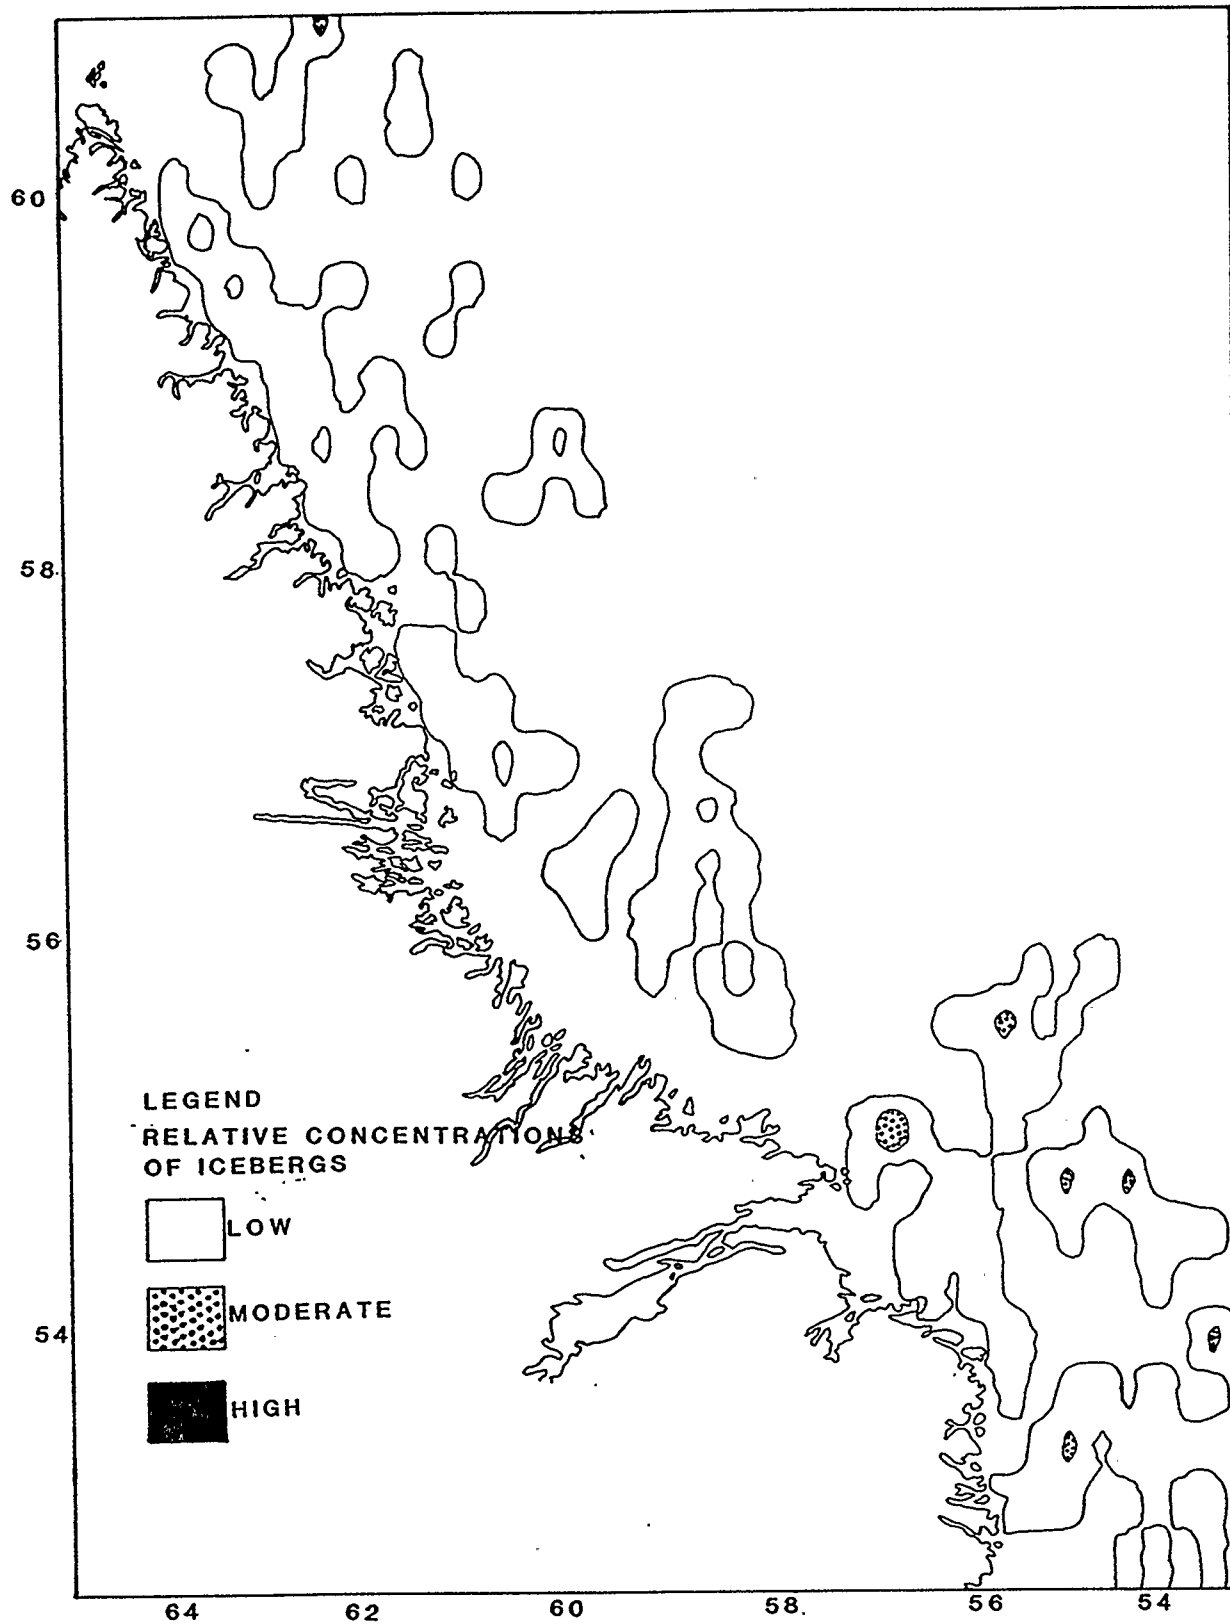 60
58.
56
LEGEND
RELATIVE CONCENTRATIONS
OF ICEBERGS
LOW
MODERATE
54
HIGH
64 62 60 58. 56 54